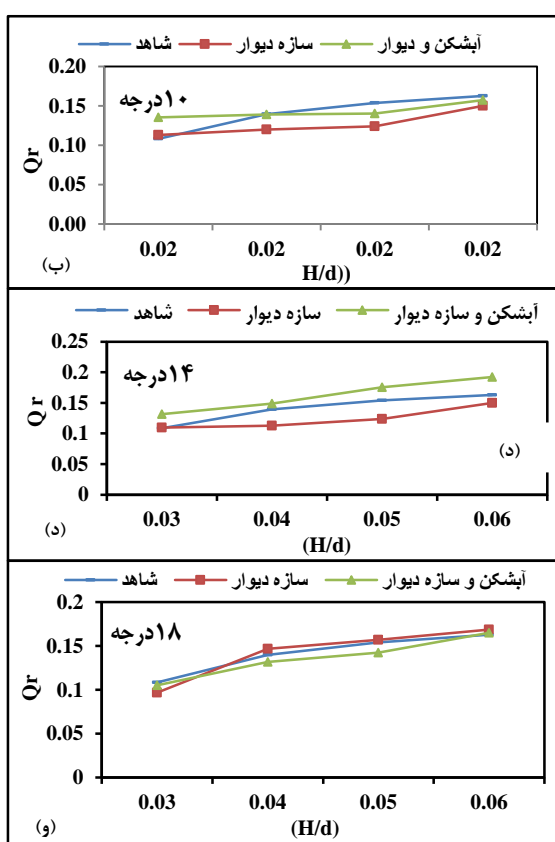 شاهد سازه دیوار آبشکن و دیوار
0.20
۱۰درجه
0.15
0.10
0.05
0.00
Qr
0.02 0.02 0.02 0.02
H/d))
(ب)
شاهد سازه دیوار آبشکن و سازه دیوار
0.25
۱۴درجه
0.2
0.15
0.1
0.05
0
Q r
(د)
0.03 0.04 0.05 0.06
(H/d)
(د)
شاهد سازه دیوار آبشکن و سازه دیوار
0.2
۱۸درجه
0.15
0.1
0.05
0
Qr
0.03 0.04 0.05 0.06
(H/d)
(و)